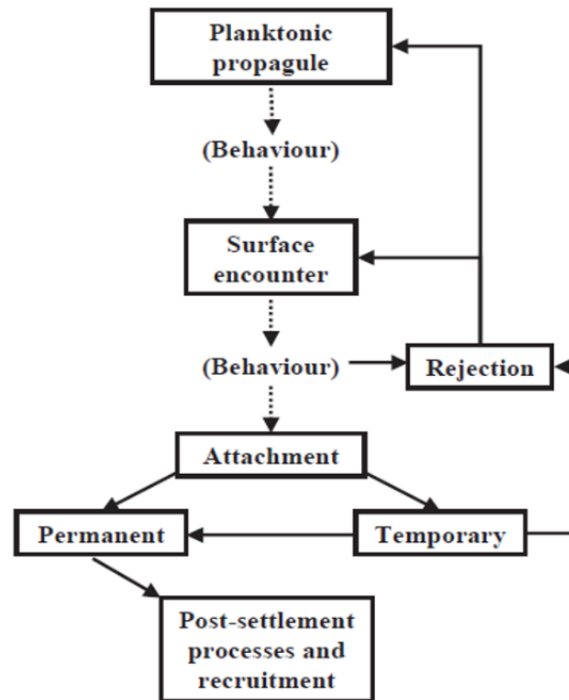 Planktonic
propagule
(Behaviour)
Surface
encounter
(Behaviour)
Rejection
Attachment
Permanent
Temporary
Post-settlement
processes and
recruitment